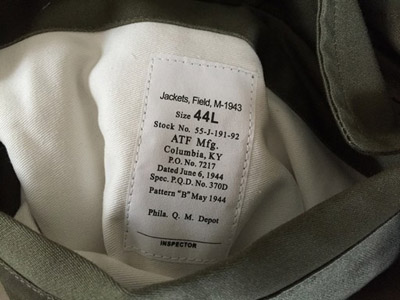 Jackets, Field, M-1943
Size 44L
Stock No. 55-J-191-92
ATF Mfg.
Columbia, KY
P.O. No. 7217
Dated June 6, 1944
Spec. P.Q.D. No. 370D
Pattern "B" May 1944
Phila. Q. M. Depot
INSPECTOR